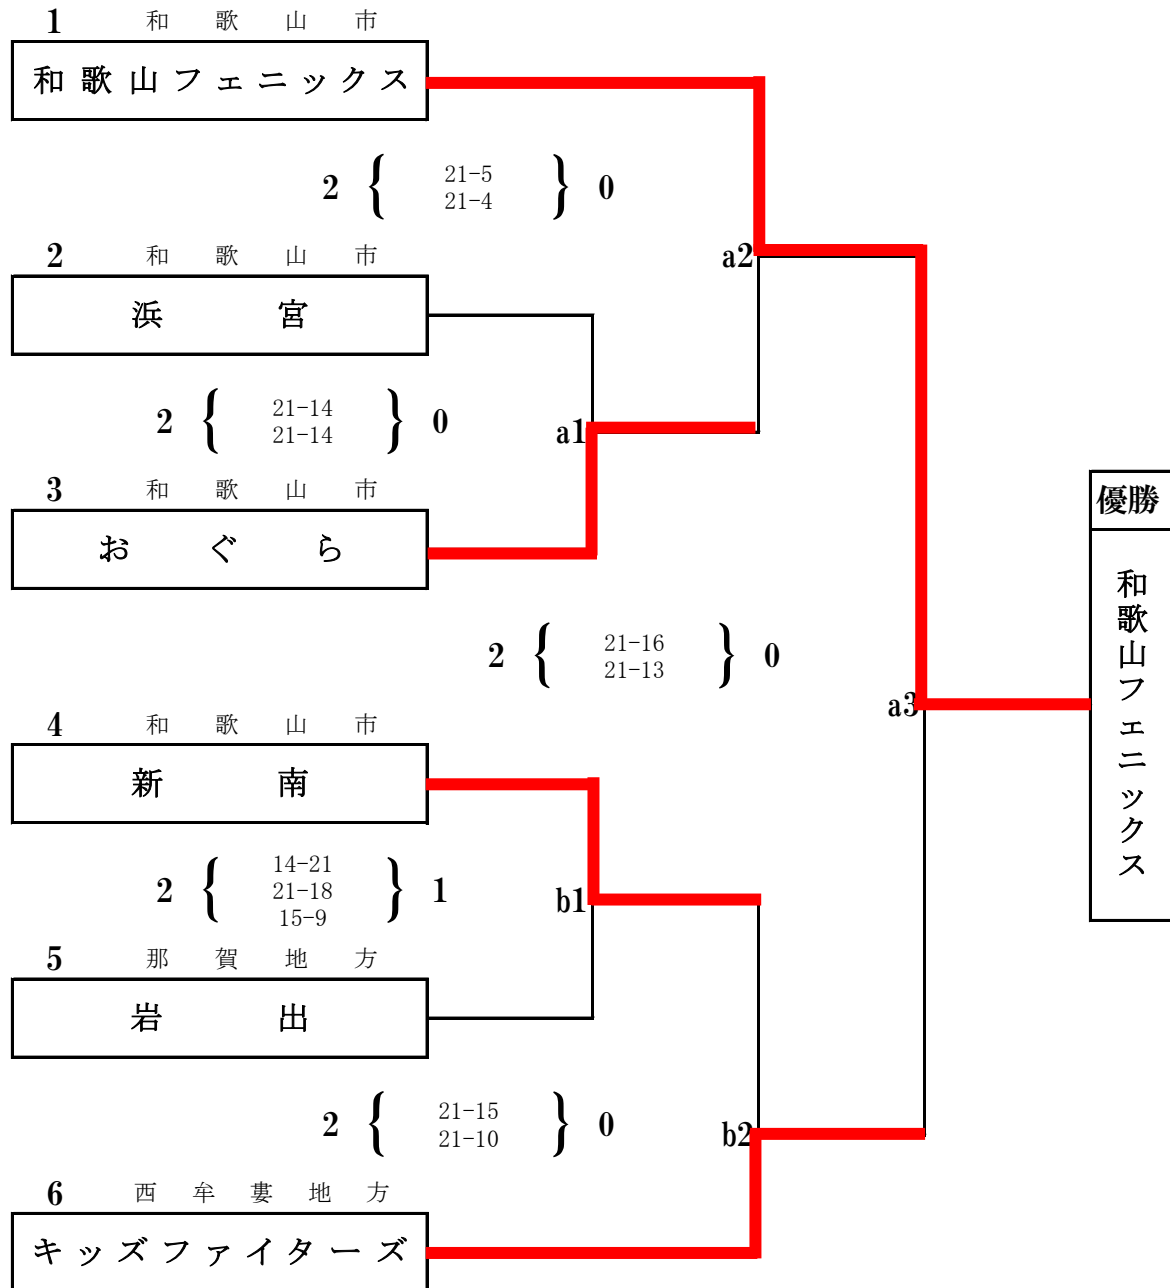 1 和歌山市
和歌山フェニックス
2 { 21-5 } 0
21-4
2 和歌山市
a2
浜宮
2 { 21-14 } 0
21-14
a1
3 和歌山市
おぐら
優勝
和歌山フェニックス
2 { 21-16 } 0
21-13
a3
4 和歌山市
新南
14-21
2 { 21-18 } 1
15-9
b1
5 那賀地方
岩出
2 { 21-15 } 0
21-10
b2
6 西牟婁地方
キッズファイターズ